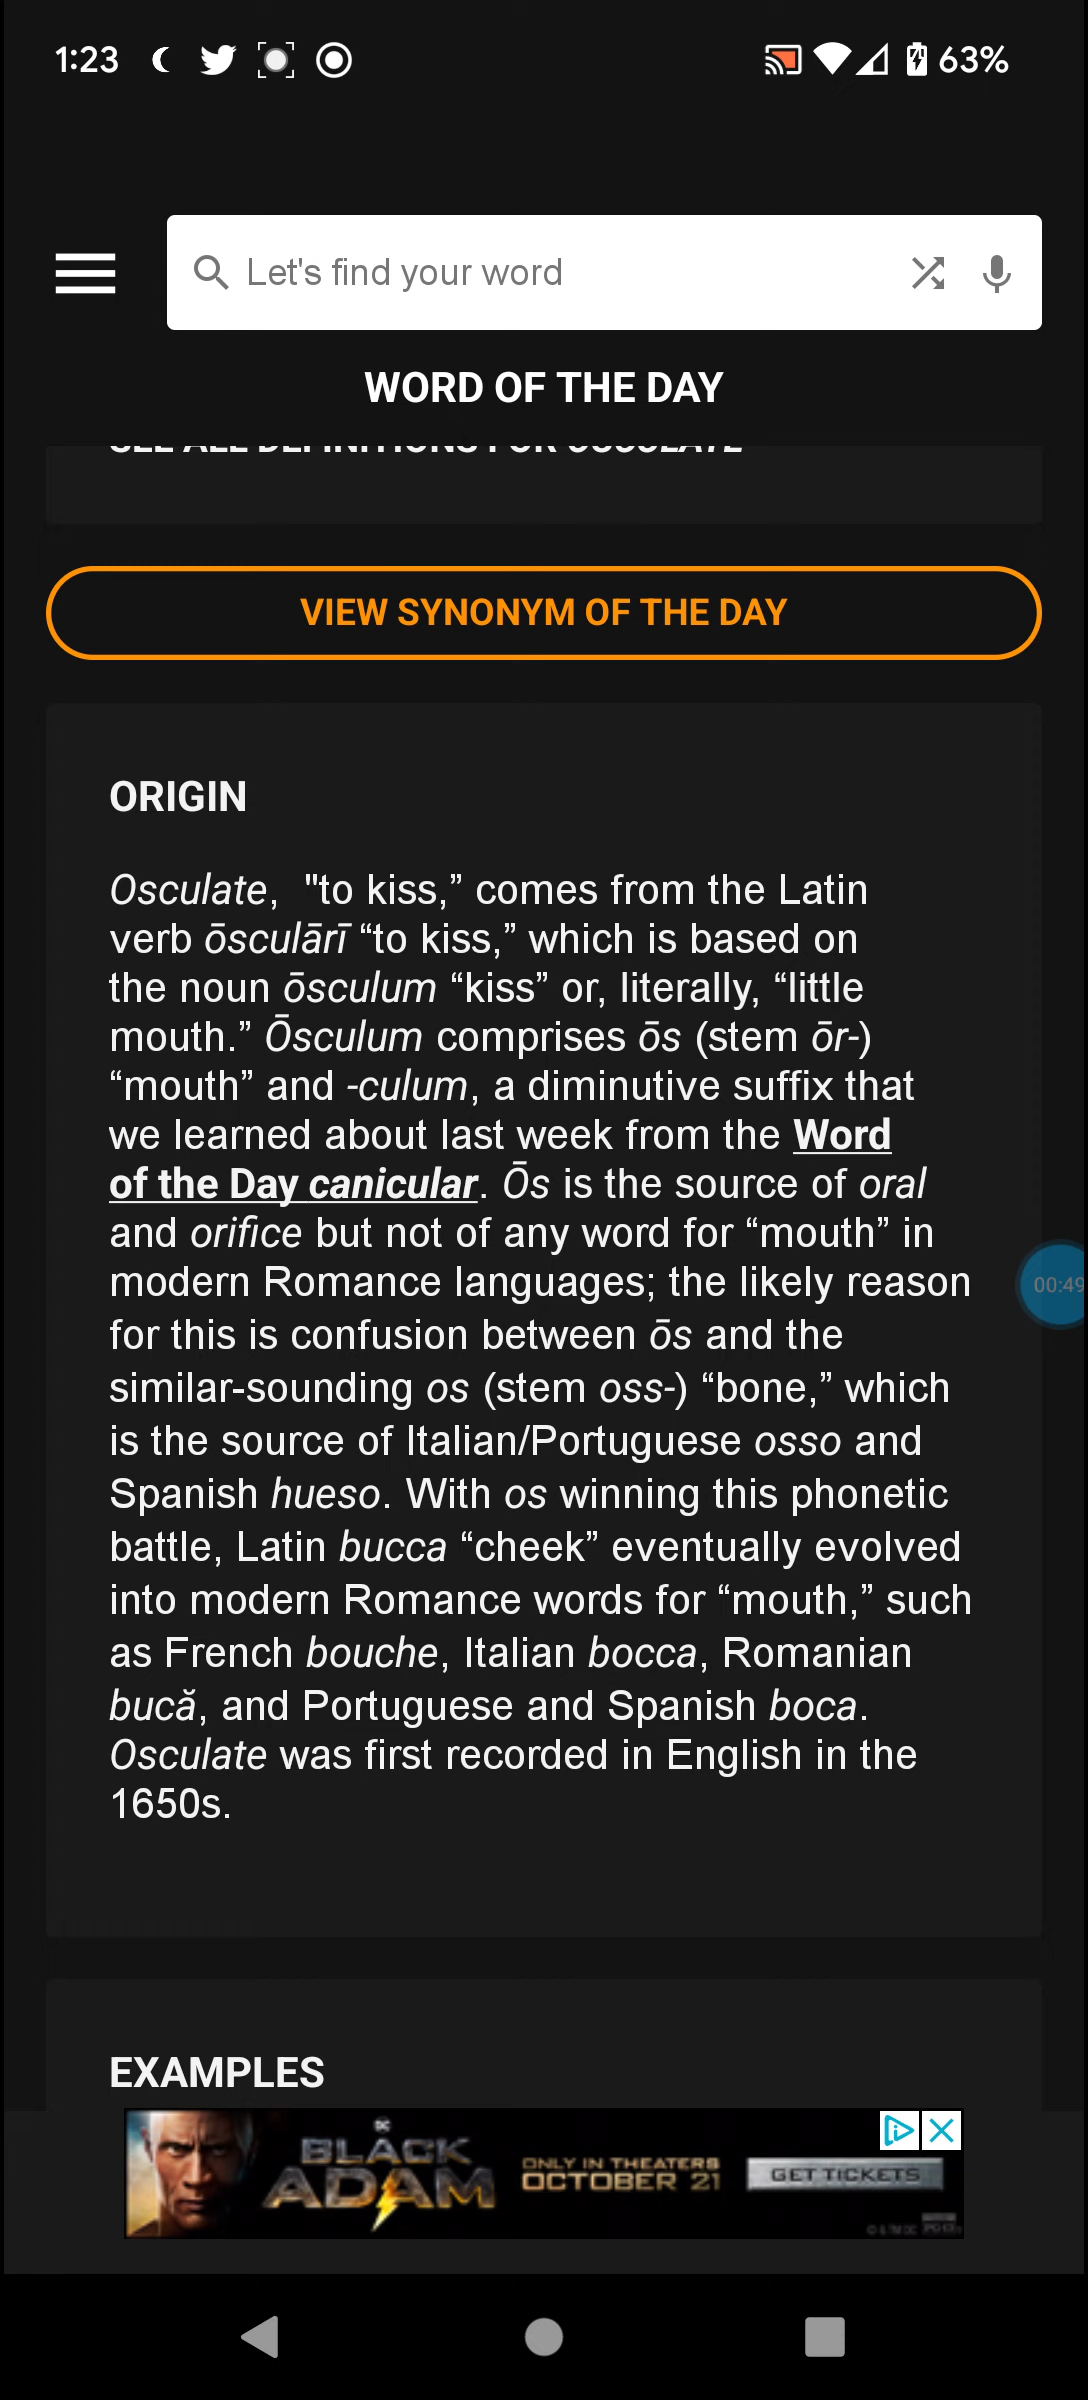 1:23
63%
Let's find your word
WORD OF THE DAY
SEE ALL DEFINITIONS FOR OSCULATE
VIEW SYNONYM OF THE DAY
ORIGIN
Osculate,  "to kiss,” comes from the Latin
verb ōsculārī “to kiss,” which is based on
the noun ōsculum “kiss” or, literally, “little
mouth.” Ōsculum comprises ōs (stem ōr-)
“mouth” and -culum, a diminutive suffix that
we learned about last week from the Word
of the Day canicular. Ōs is the source of oral
and orifice but not of any word for “mouth” in
modern Romance languages; the likely reason
00:49
for this is confusion between ōs and the
similar-sounding os (stem oss-) “bone,” which
is the source of Italian/Portuguese osso and
Spanish hueso. With os winning this phonetic
battle, Latin bucca “cheek” eventually evolved
into modern Romance words for “mouth,” such
as French bouche, Italian bocca, Romanian
bucă, and Portuguese and Spanish boca.
Osculate was first recorded in English in the
1650s.
EXAMPLES
DC
BLACK
ADAM
ONLY IN THEATERS
OCTOBER 21
GET TICKETS